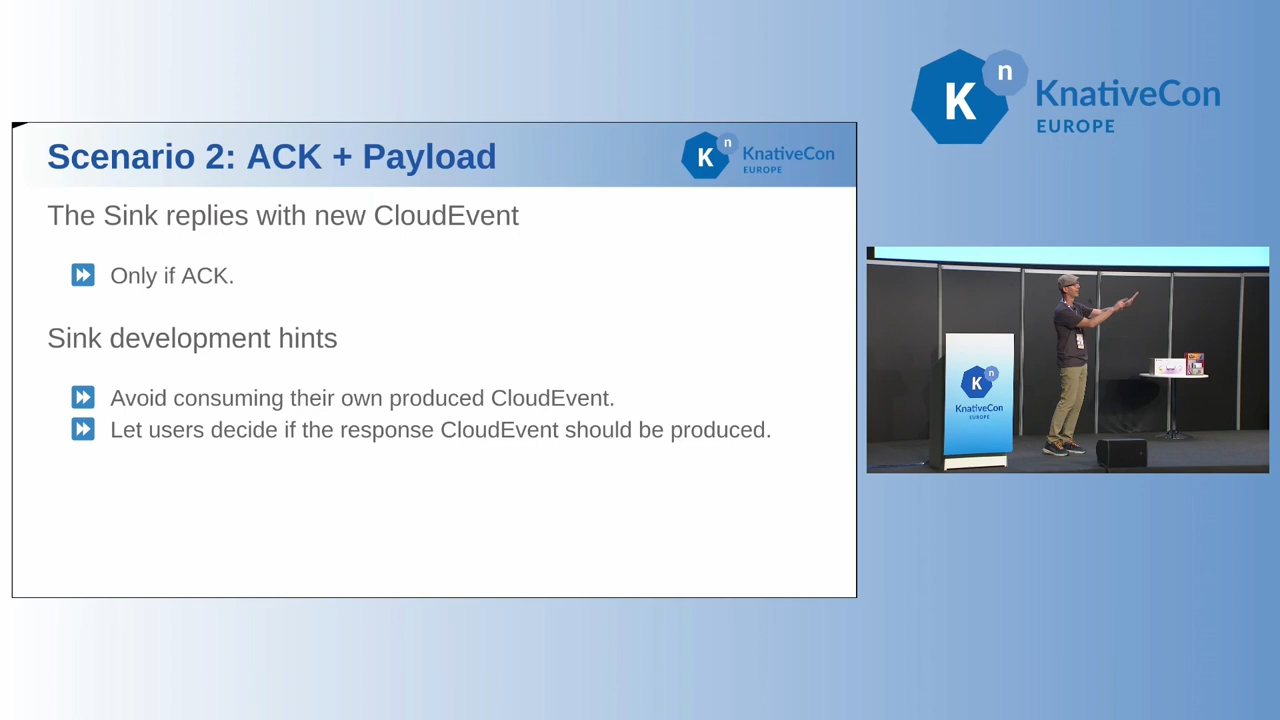 K n KnativeCon
EUROPE
Scenario 2: ACK + Payload
K n KnativeCon
EUROPE
The Sink replies with new CloudEvent
Only if ACK.
Sink development hints
Avoid consuming their own produced CloudEvent.
Let users decide if the response CloudEvent should be produced.
K n
KnativeCon
EUROPE